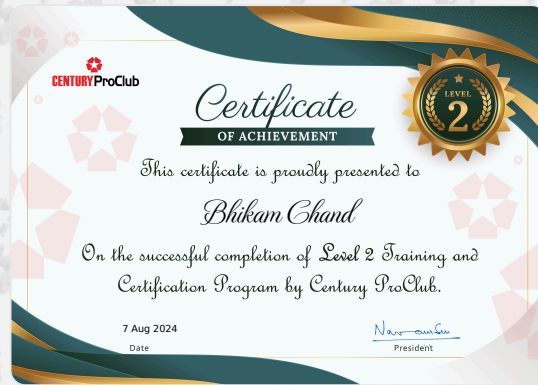 CENTURY ProClub
LEVEL
2
Certificate
OF ACHIEVEMENT
This certificate is proudly presented to
Bhikam Chand
On the successful completion of Level 2 Training and
Certification Program by Century ProClub.
7 Aug 2024
Date
President